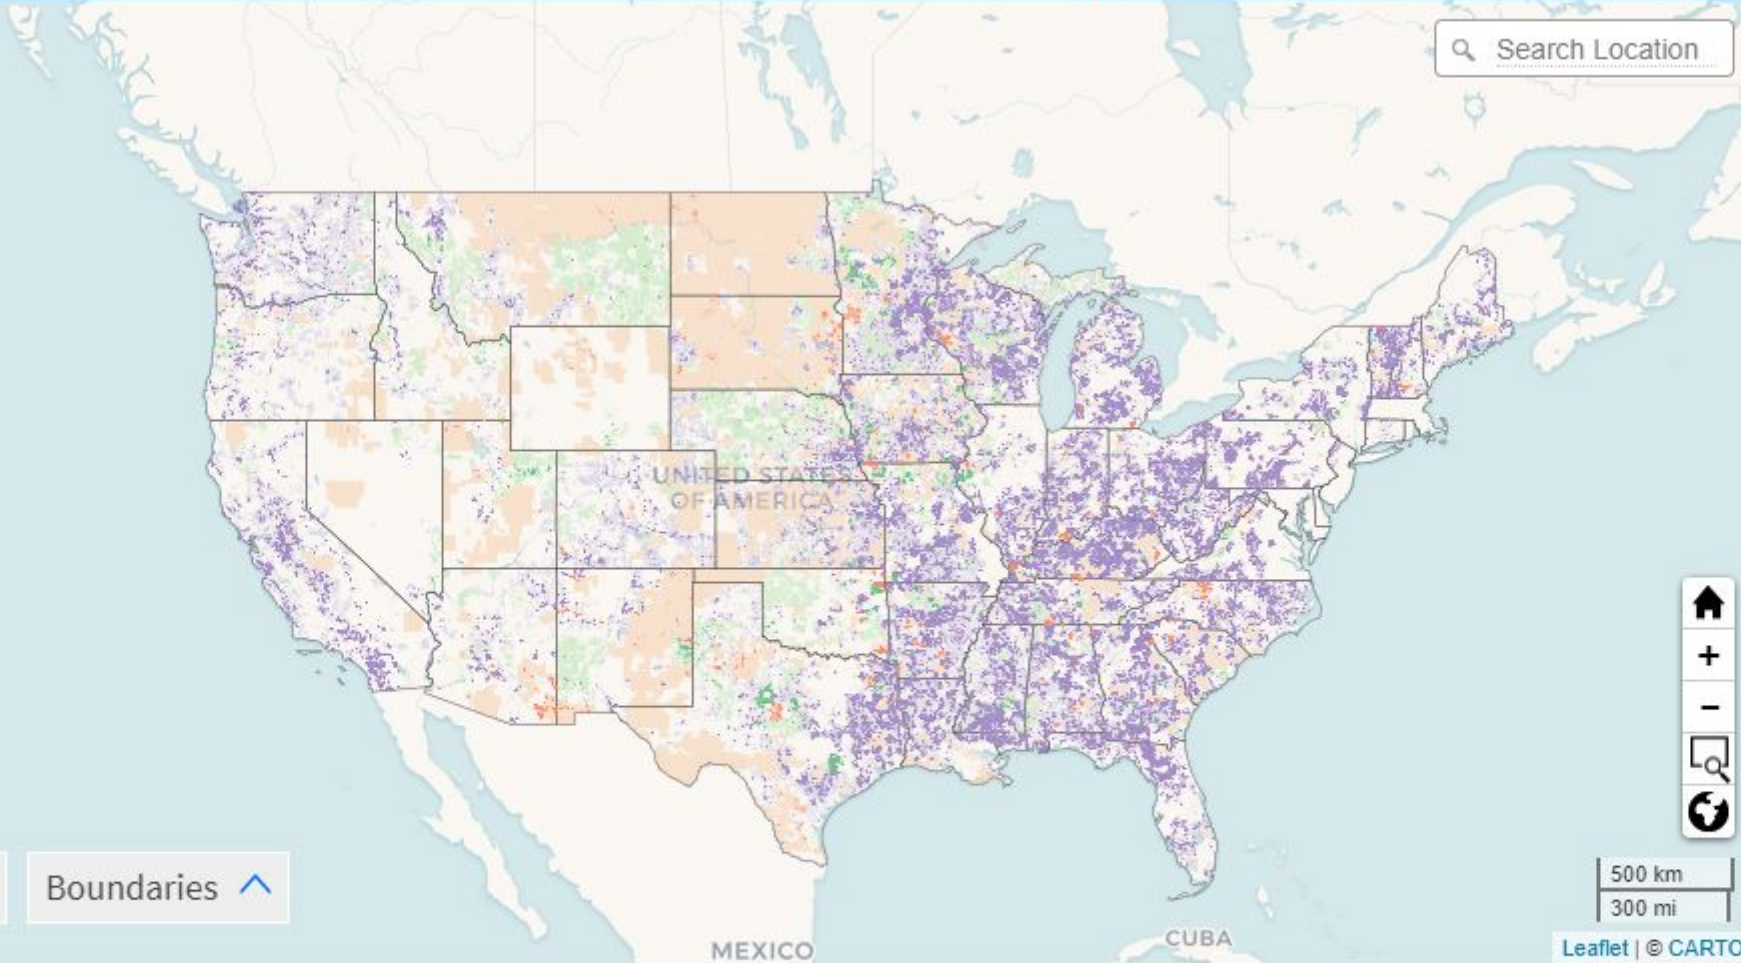 Search Location
UNITED STATES
OF AMERICA
Boundaries
500 km
300 mi
MEXICO
CUBA
Leaflet | © CARTO